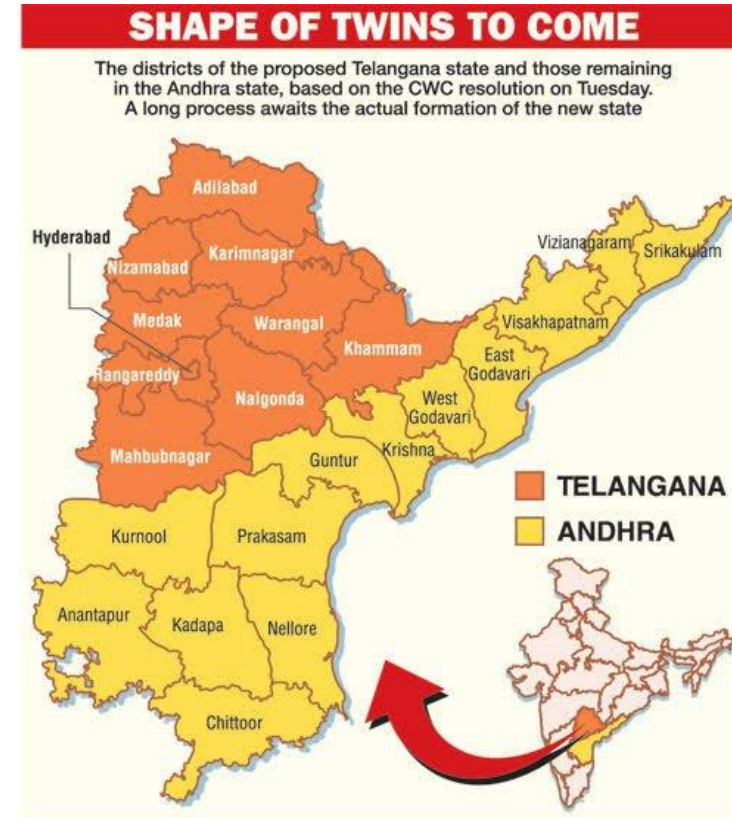 SHAPE OF TWINS TO COME
The districts of the proposed Telangana state and those remaining
in the Andhra state, based on the CWC resolution on Tuesday.
A long process awaits the actual formation of the new state
Adilabad
Hyderabad
Nizamabad
Karimnagar
Vizianagaram
Srikakulam
Medak
Warangal
Visakhapatnam
Khammam
Rangareddy
East
Godavari
Nalgonda
West
Godavari
Mahbubnagar
Guntur
Krishna
TELANGANA
ANDHRA
Kurnool
Prakasam
Anantapur
Kadapa
Nellore
Chittoor